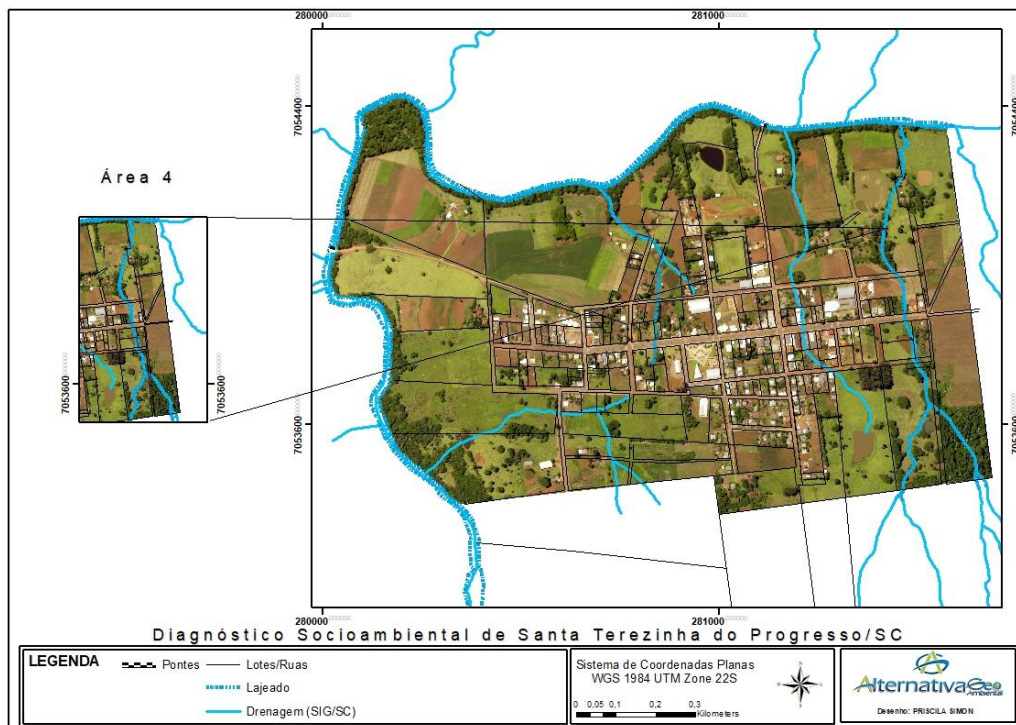 280000
281000
7054400
7054400
Área 4
7053600
7053600
7053600
7053600
280000
281000
Diagnóstico Socioambiental de Santa Terezinha do Progresso/SC
LEGENDA
Pontes
Lotes/Ruas
Lajeado
Drenagem (SIG/SC)
Sistema de Coordenadas Planas
WGS 1984 UTM Zone 22S
0 0,05 0,1 0,2 0,3
Kilometers
AlternativaGeo
Ambiental
Desenho: PRISCILA SIMON